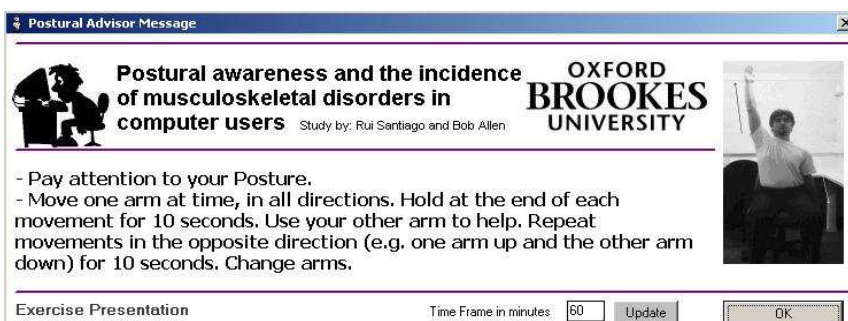 Postural Advisor Message
Postural awareness and the incidence
of musculoskeletal disorders in
computer users Study by: Rui Santiago and Bob Allen
OXFORD
BROOKES
UNIVERSITY
- Pay attention to your Posture.
- Move one arm at time, in all directions. Hold at the end of each
movement for 10 seconds. Use your other arm to help. Repeat
movements in the opposite direction (e.g. one arm up and the other arm
down) for 10 seconds. Change arms.
Exercise Presentation
Time Frame in minutes 60 Update OK